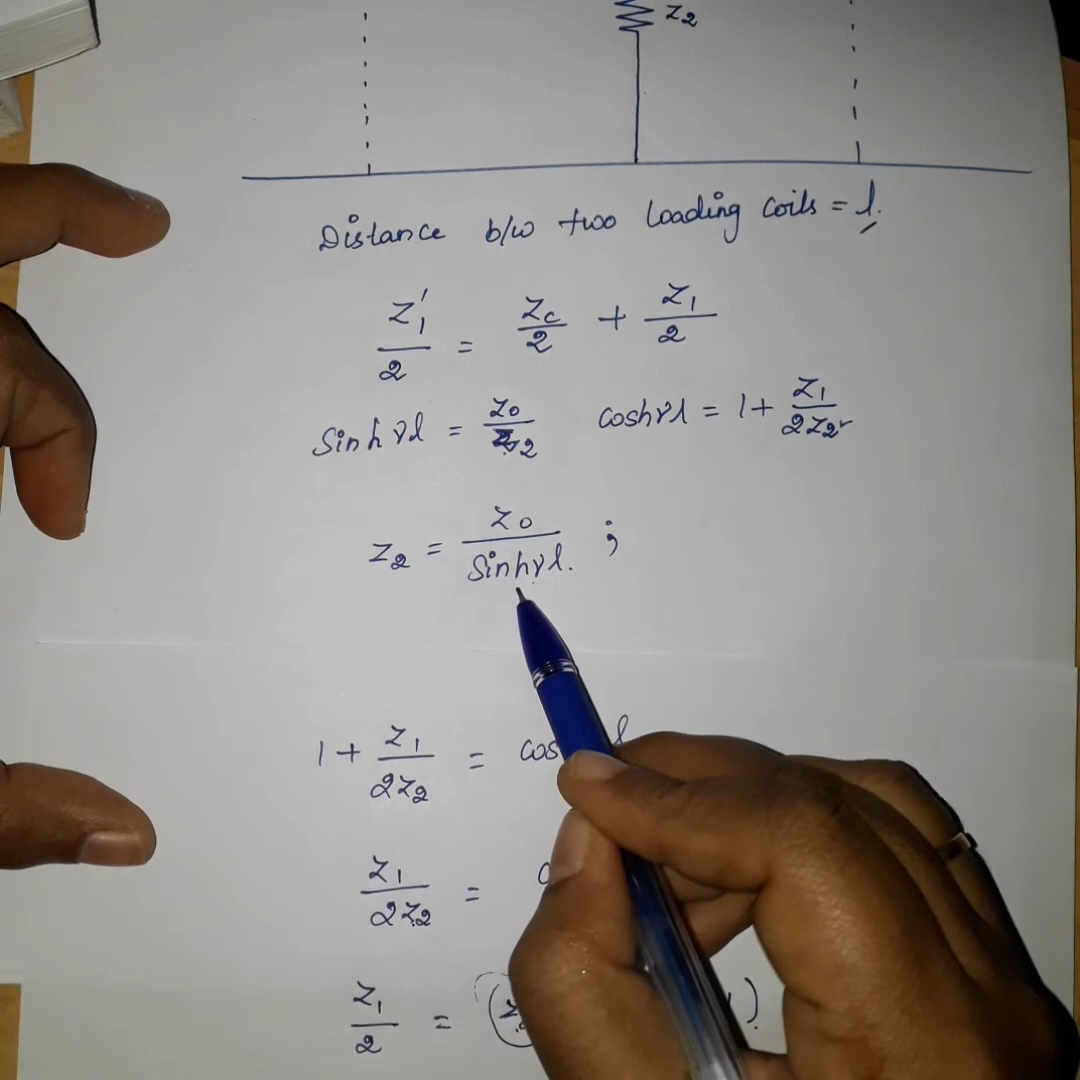 Z2
Distance b/w two loading coils = l.
Z1'/2 = Zc/2 + Z1/2
Sinh γl = Z0/Z2 coshγl = 1 + Z1/2Z2
Z2 = Z0/Sinhγl. ;
1 + Z1/2Z2 = cos l
Z1/2Z2 =
Z1/2 = ( )